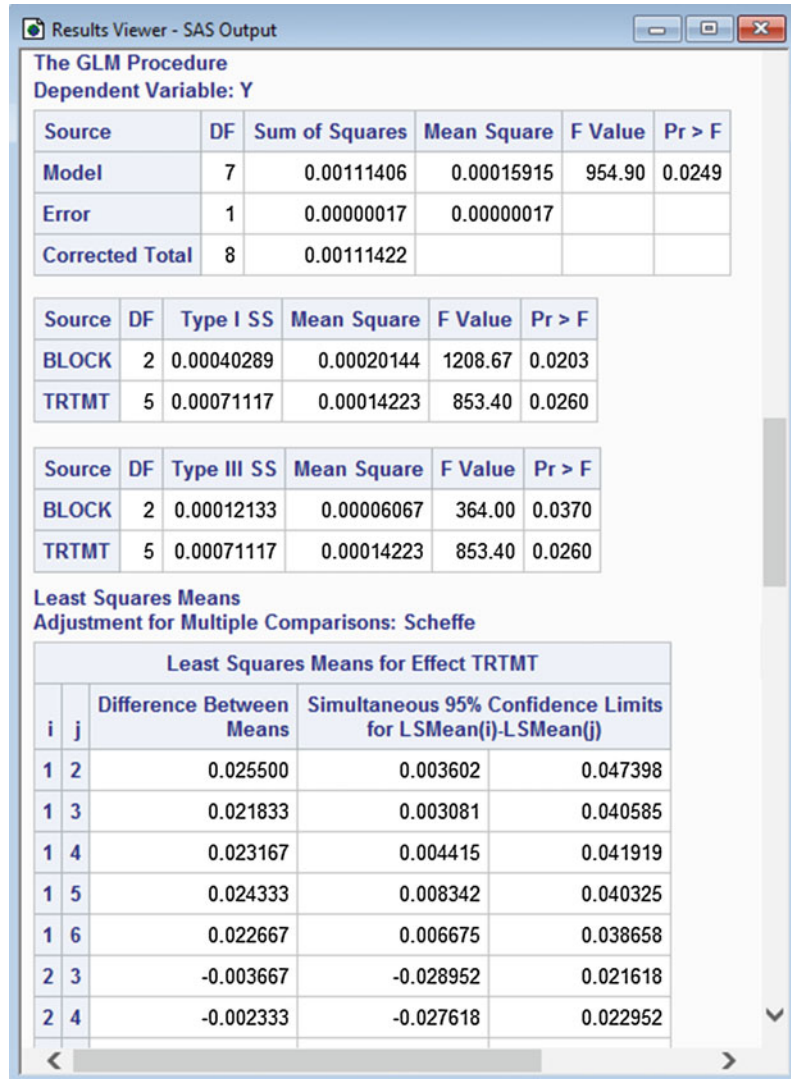 Results Viewer - SAS Output
The GLM Procedure
Dependent Variable: Y
Source DF Sum of Squares Mean Square F Value Pr > F
Model 7 0.00111406 0.00015915 954.90 0.0249
Error 1 0.00000017 0.00000017
Corrected Total 8 0.00111422
Source DF Type I SS Mean Square F Value Pr > F
BLOCK 2 0.00040289 0.00020144 1208.67 0.0203
TRTMT 5 0.00071117 0.00014223 853.40 0.0260
Source DF Type III SS Mean Square F Value Pr > F
BLOCK 2 0.00012133 0.00006067 364.00 0.0370
TRTMT 5 0.00071117 0.00014223 853.40 0.0260
Least Squares Means
Adjustment for Multiple Comparisons: Scheffe
Least Squares Means for Effect TRTMT
i j Difference Between Means Simultaneous 95% Confidence Limits for LSMean(i)-LSMean(j)
1 2 0.025500 0.003602 0.047398
1 3 0.021833 0.003081 0.040585
1 4 0.023167 0.004415 0.041919
1 5 0.024333 0.008342 0.040325
1 6 0.022667 0.006675 0.038658
2 3 -0.003667 -0.028952 0.021618
2 4 -0.002333 -0.027618 0.022952